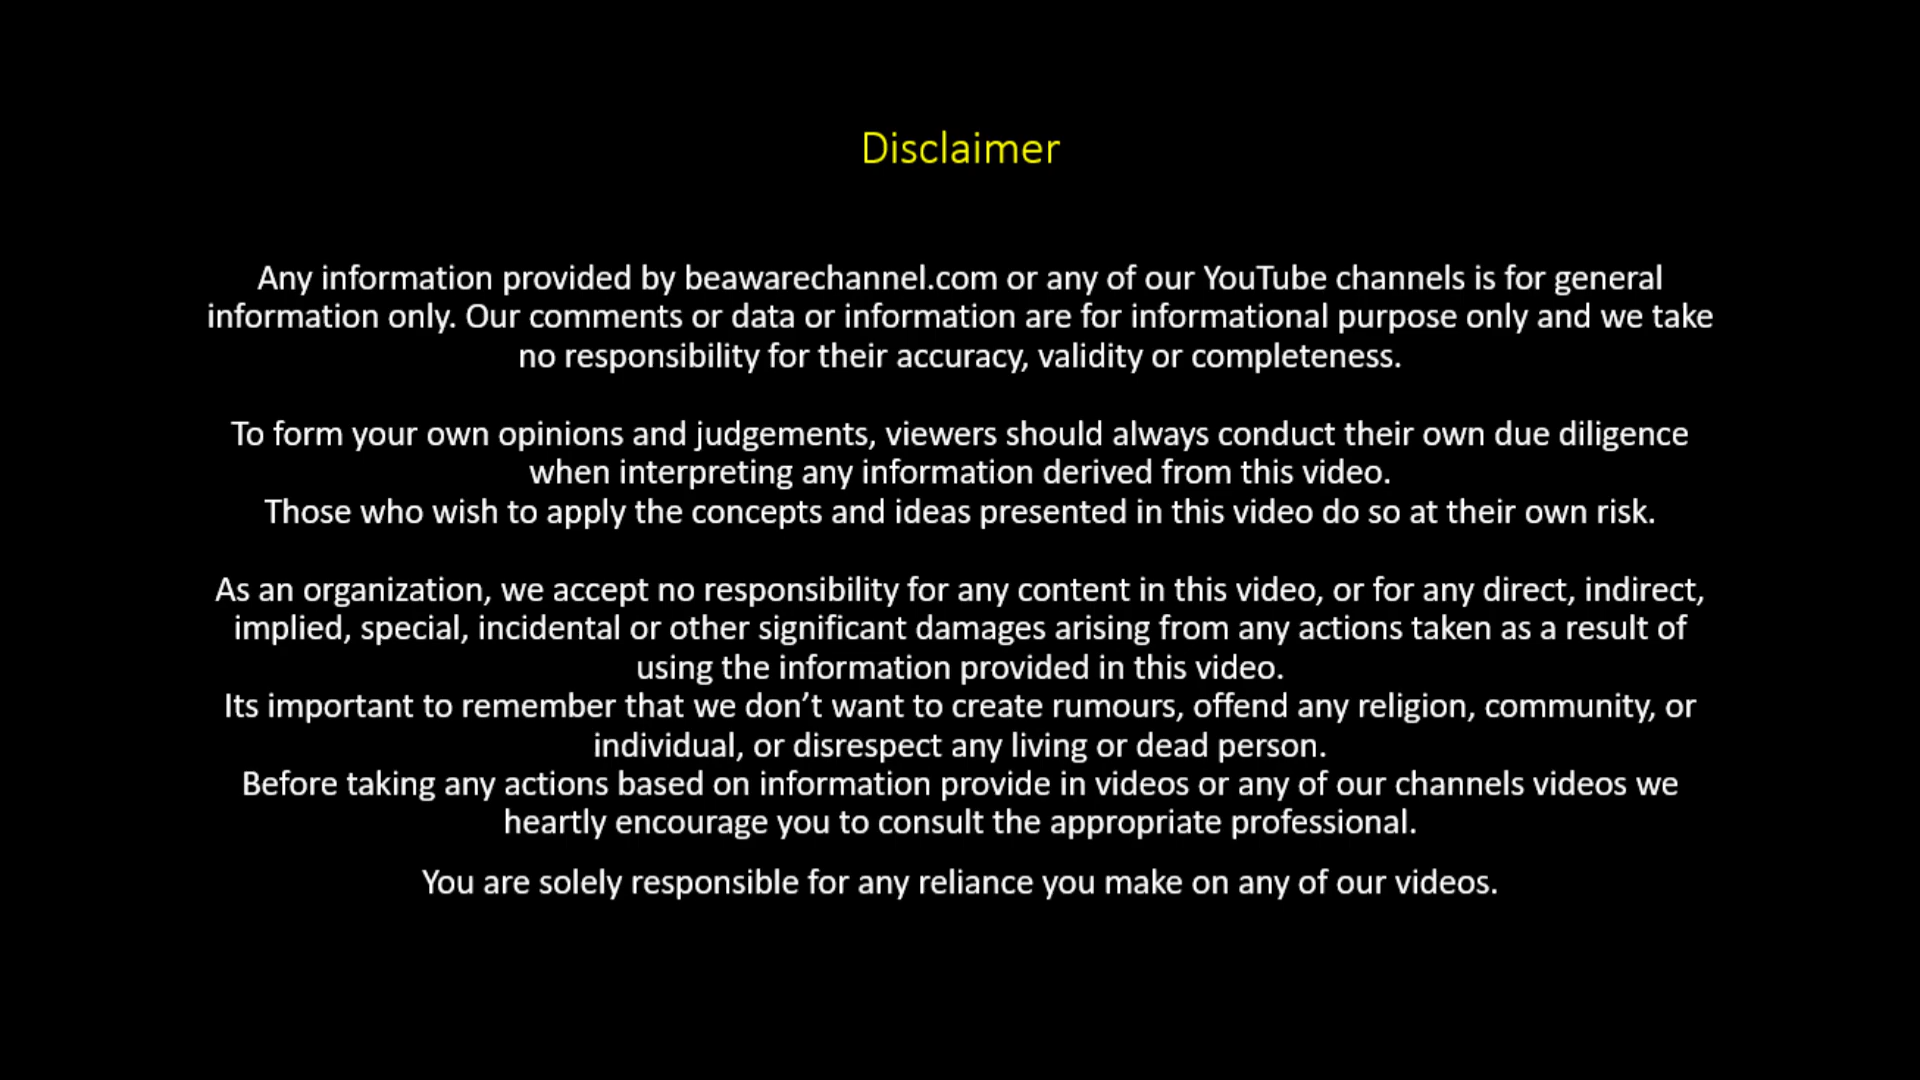 Disclaimer
Any information provided by beawarechannel.com or any of our YouTube channels is for general
information only. Our comments or data or information are for informational purpose only and we take
no responsibility for their accuracy, validity or completeness.
To form your own opinions and judgements, viewers should always conduct their own due diligence
when interpreting any information derived from this video.
Those who wish to apply the concepts and ideas presented in this video do so at their own risk.
As an organization, we accept no responsibility for any content in this video, or for any direct, indirect,
implied, special, incidental or other significant damages arising from any actions taken as a result of
using the information provided in this video.
Its important to remember that we don’t want to create rumours, offend any religion, community, or
individual, or disrespect any living or dead person.
Before taking any actions based on information provide in videos or any of our channels videos we
heartly encourage you to consult the appropriate professional.
You are solely responsible for any reliance you make on any of our videos.